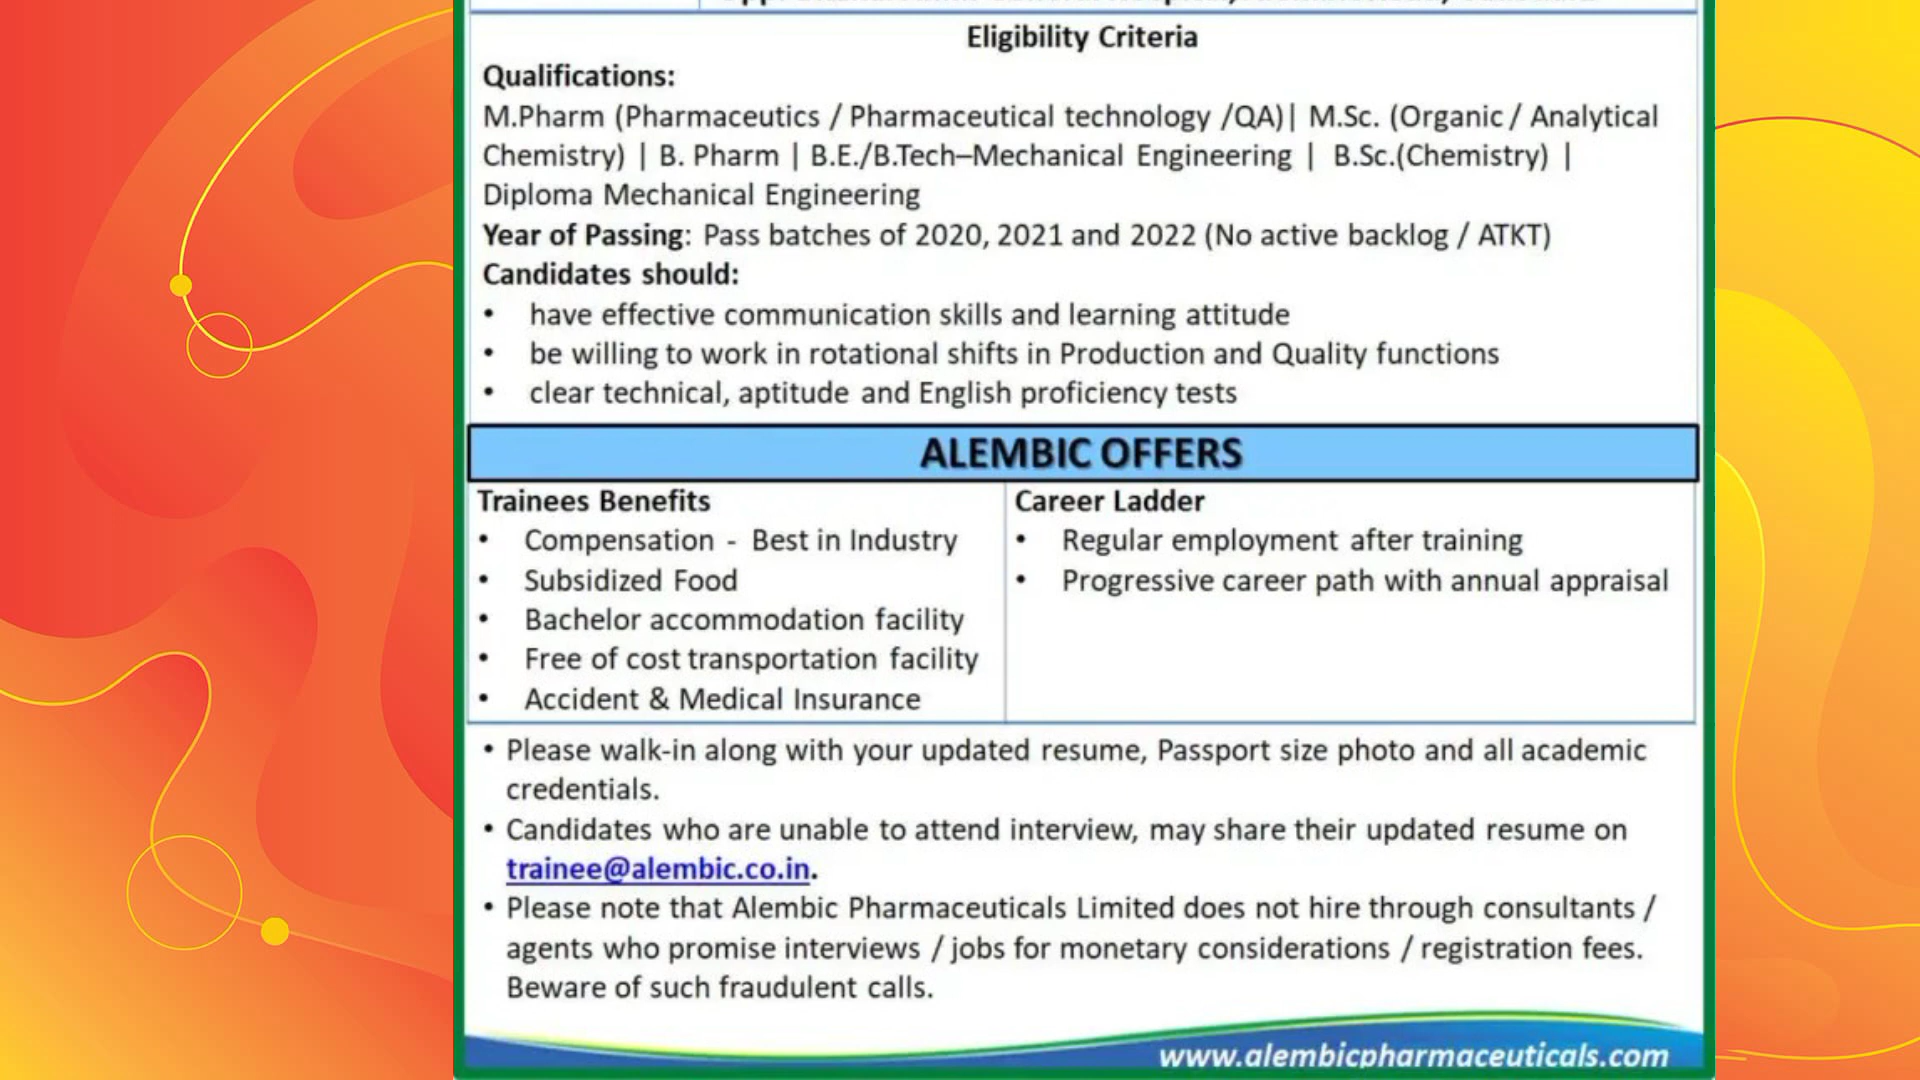 Eligibility Criteria
Qualifications:
M.Pharm (Pharmaceutics / Pharmaceutical technology /QA)| M.Sc. (Organic / Analytical
Chemistry) | B. Pharm | B.E./B.Tech–Mechanical Engineering | B.Sc.(Chemistry) |
Diploma Mechanical Engineering
Year of Passing: Pass batches of 2020, 2021 and 2022 (No active backlog / ATKT)
Candidates should:
• have effective communication skills and learning attitude
• be willing to work in rotational shifts in Production and Quality functions
• clear technical, aptitude and English proficiency tests
ALEMBIC OFFERS
Trainees Benefits
• Compensation - Best in Industry
• Subsidized Food
• Bachelor accommodation facility
• Free of cost transportation facility
• Accident & Medical Insurance
Career Ladder
• Regular employment after training
• Progressive career path with annual appraisal
• Please walk-in along with your updated resume, Passport size photo and all academic
credentials.
• Candidates who are unable to attend interview, may share their updated resume on
trainee@alembic.co.in.
• Please note that Alembic Pharmaceuticals Limited does not hire through consultants /
agents who promise interviews / jobs for monetary considerations / registration fees.
Beware of such fraudulent calls.
www.alembicpharmaceuticals.com